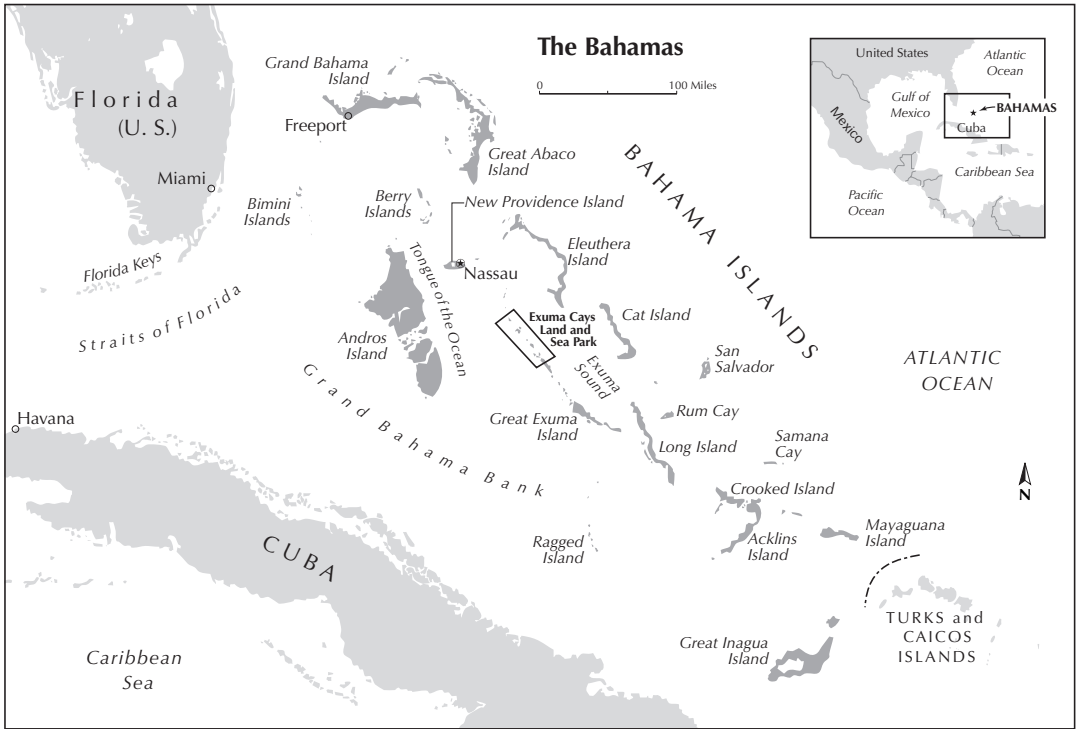 The Bahamas
0
100 Miles
United States
Atlantic
Ocean
Gulf of
Mexico
BAHAMAS
Cuba
Mexico
Caribbean Sea
Pacific
Ocean
Grand Bahama
Island
Florida
(U. S.)
Freeport
Great Abaco
Island
BAHAMA ISLANDS
Miami
Bimini
Islands
Berry
Islands
New Providence Island
Eleuthera
Island
Florida Keys
Nassau
Tongue of the Ocean
Straits of Florida
Exuma Cays
Land and
Sea Park
Cat Island
Andros
Island
Exuma
Sound
San
Salvador
ATLANTIC
OCEAN
Grand Bahama Bank
Havana
Great Exuma
Island
Rum Cay
Long Island
Samana
Cay
N
Crooked Island
CUBA
Ragged
Island
Acklins
Island
Mayaguana
Island
TURKS and
CAICOS
ISLANDS
Great Inagua
Island
Caribbean
Sea